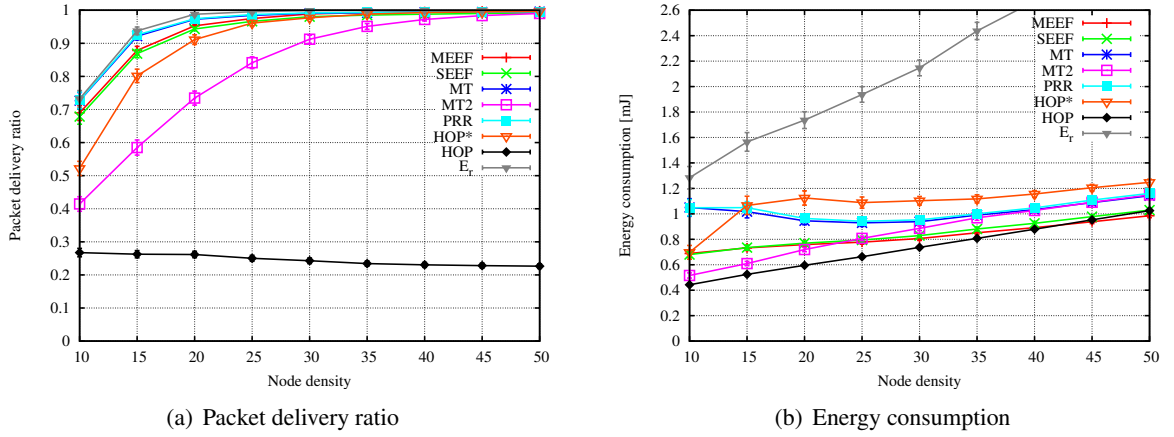 1
0.9
0.8
0.7
0.6
0.5
0.4
0.3
0.2
0.1
0
Packet delivery ratio
10 15 20 25 30 35 40 45 50
Node density
MEEF
SEEF
MT
MT2
PRR
HOP*
HOP
E_r
(a) Packet delivery ratio
2.6
2.4
2.2
2
1.8
1.6
1.4
1.2
1
0.8
0.6
0.4
0.2
0
Energy consumption [mJ]
10 15 20 25 30 35 40 45 50
Node density
MEEF
SEEF
MT
MT2
PRR
HOP*
HOP
E_r
(b) Energy consumption